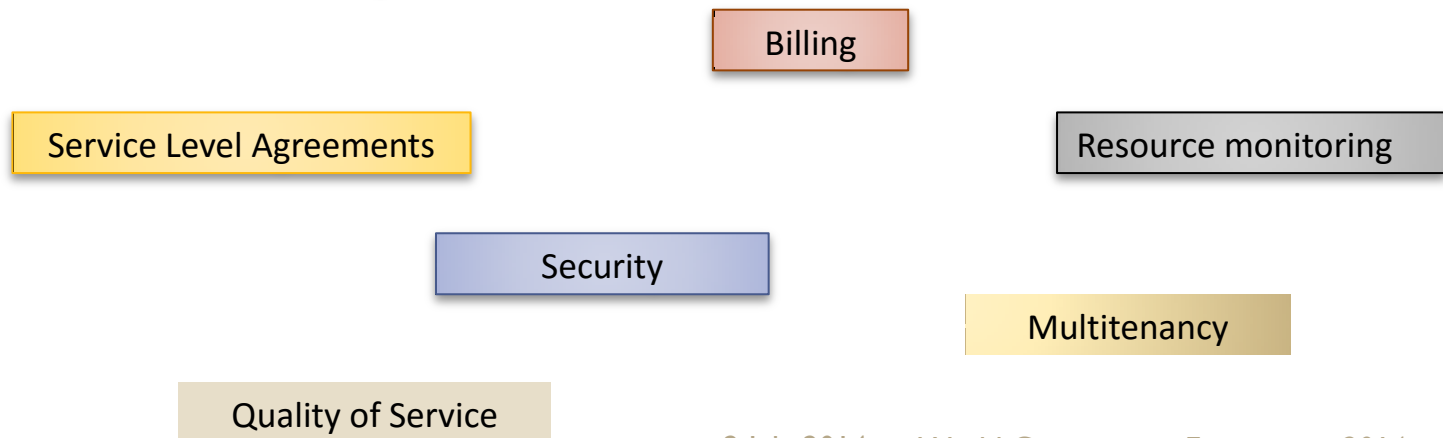 Billing
Service Level Agreements
Resource monitoring
Security
Multitenancy
Quality of Service